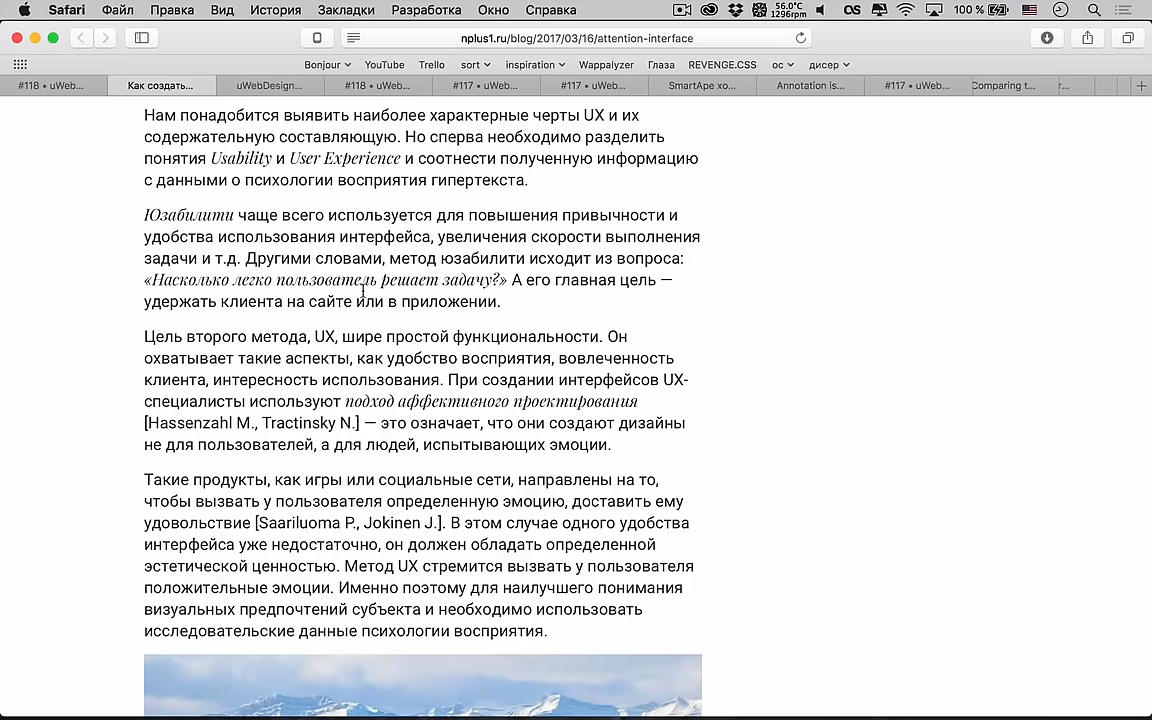 Safari Файл Правка Вид История Закладки Разработка Окно Справка 56.0°C 1296rpm 100 %
nplus1.ru/blog/2017/03/16/attention-interface
Bonjour YouTube Trello sort inspiration Wappalyzer Глаза REVENGE.CSS ос дисер
#118 • uWeb... Как создать... uWebDesign... #118 • uWeb... #117 • uWeb... #117 • uWeb... SmartApe хо... Annotation is... #117 • uWeb... Comparing t...
Нам понадобится выявить наиболее характерные черты UX и их
содержательную составляющую. Но сперва необходимо разделить
понятия Usability и User Experience и соотнести полученную информацию
с данными о психологии восприятия гипертекста.
Юзабилити чаще всего используется для повышения привычности и
удобства использования интерфейса, увеличения скорости выполнения
задачи и т.д. Другими словами, метод юзабилити исходит из вопроса:
«Насколько легко пользователь решает задачу?» А его главная цель —
удержать клиента на сайте или в приложении.
Цель второго метода, UX, шире простой функциональности. Он
охватывает такие аспекты, как удобство восприятия, вовлеченность
клиента, интересность использования. При создании интерфейсов UX-
специалисты используют подход аффективного проектирования
[Hassenzahl M., Tractinsky N.] — это означает, что они создают дизайны
не для пользователей, а для людей, испытывающих эмоции.
Такие продукты, как игры или социальные сети, направлены на то,
чтобы вызвать у пользователя определенную эмоцию, доставить ему
удовольствие [Saariluoma P., Jokinen J.]. В этом случае одного удобства
интерфейса уже недостаточно, он должен обладать определенной
эстетической ценностью. Метод UX стремится вызвать у пользователя
положительные эмоции. Именно поэтому для наилучшего понимания
визуальных предпочтений субъекта и необходимо использовать
исследовательские данные психологии восприятия.